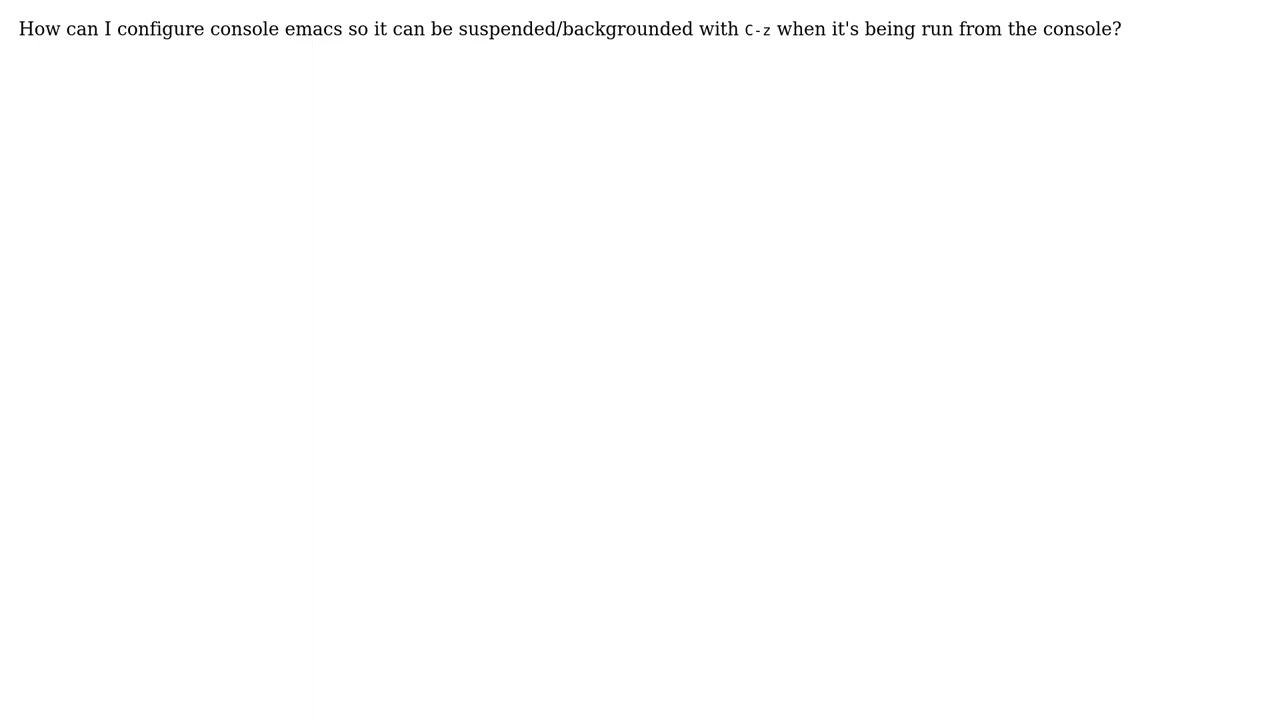 How can I configure console emacs so it can be suspended/backgrounded with C-z when it's being run from the console?